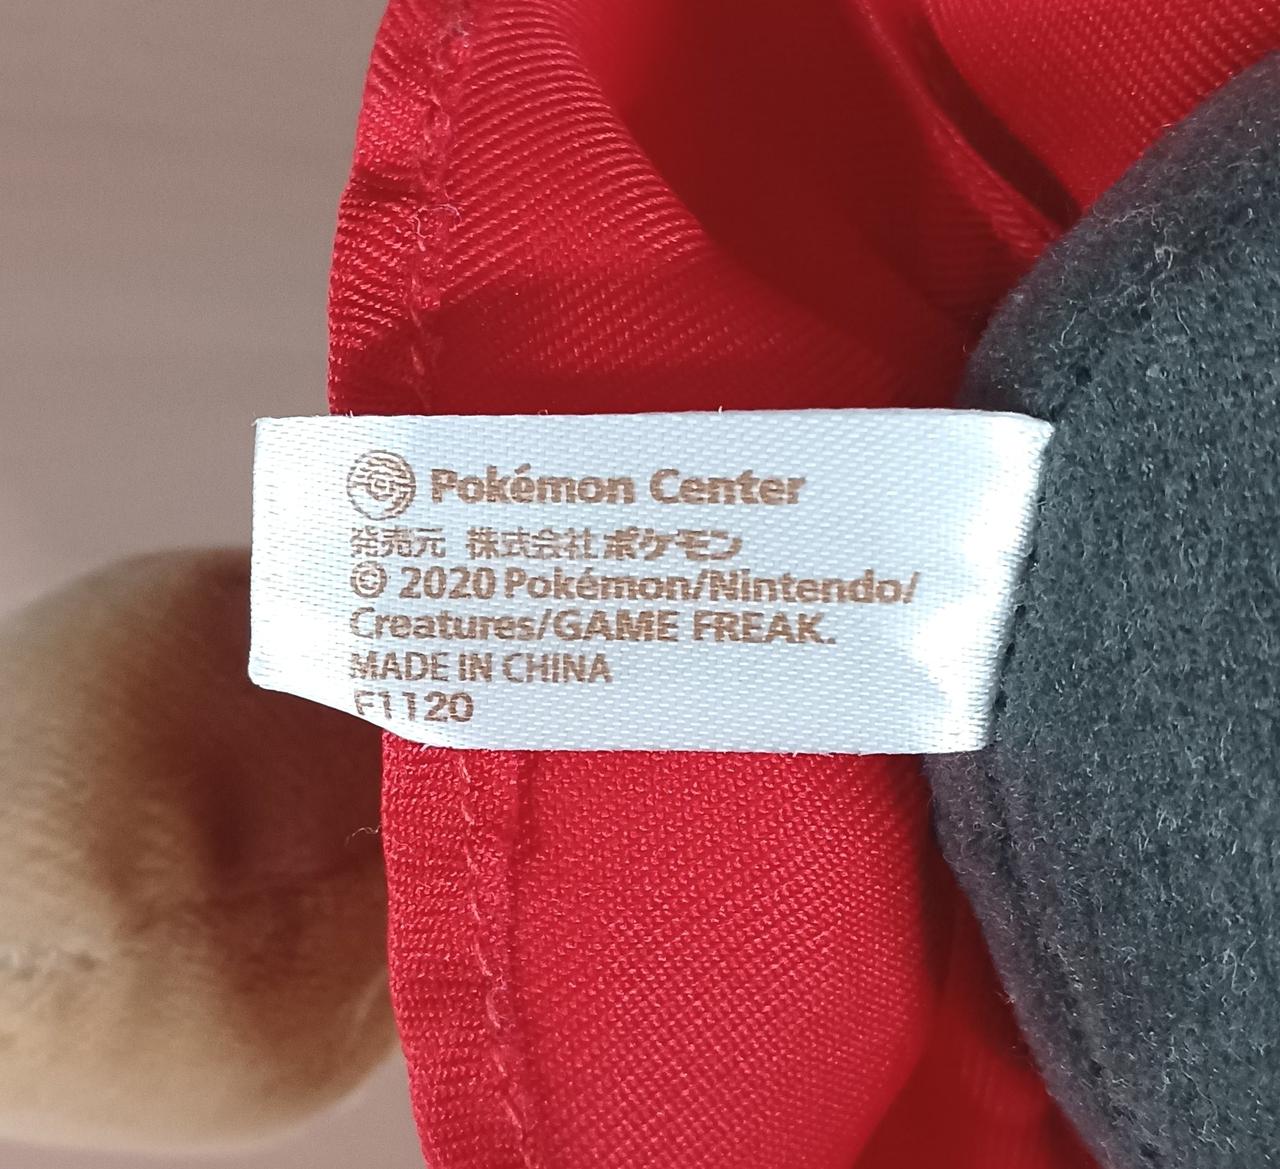 Pokémon Center
発売元 株式会社ポケモン
© 2020 Pokémon/Nintendo/
Creatures/GAME FREAK.
MADE IN CHINA
F1120